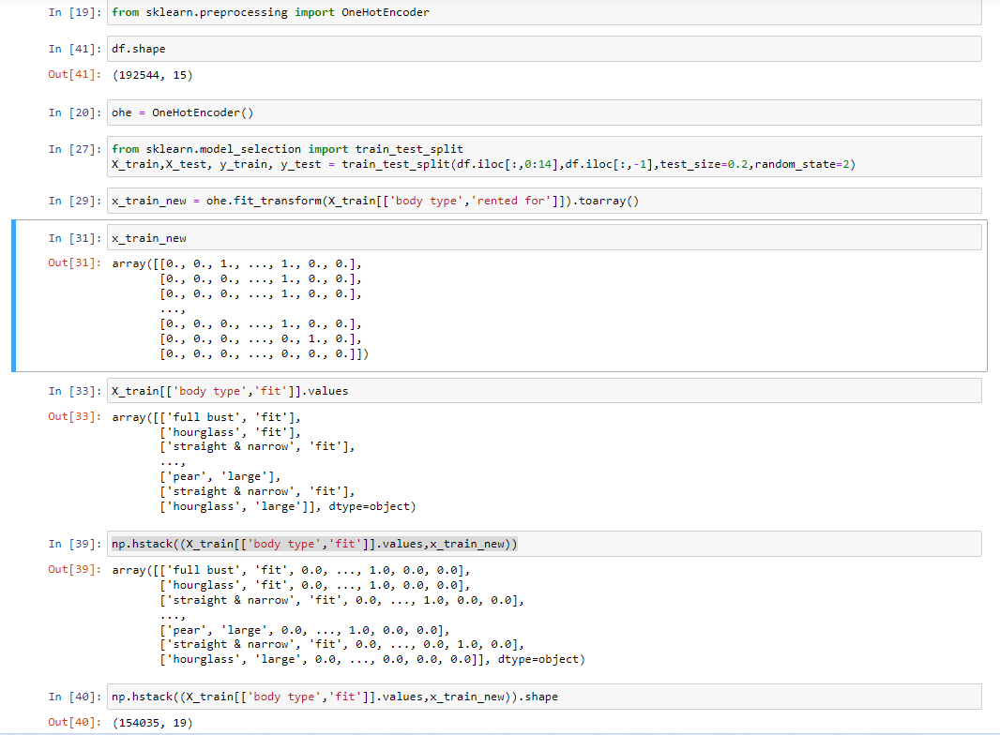 In [19]: from sklearn.preprocessing import OneHotEncoder
In [41]: df.shape
Out[41]: (192544, 15)
In [20]: ohe = OneHotEncoder()
In [27]: from sklearn.model_selection import train_test_split
X_train,X_test, y_train, y_test = train_test_split(df.iloc[:,0:14],df.iloc[:,-1],test_size=0.2,random_state=2)
In [29]: x_train_new = ohe.fit_transform(X_train[['body type','rented for']]).toarray()
In [31]: x_train_new
Out[31]: array([[0., 0., 1., ..., 1., 0., 0.],
[0., 0., 0., ..., 1., 0., 0.],
[0., 0., 0., ..., 1., 0., 0.],
...,
[0., 0., 0., ..., 1., 0., 0.],
[0., 0., 0., ..., 0., 1., 0.],
[0., 0., 0., ..., 0., 0., 0.]])
In [33]: X_train[['body type','fit']].values
Out[33]: array([['full bust', 'fit'],
['hourglass', 'fit'],
['straight & narrow', 'fit'],
...,
['pear', 'large'],
['straight & narrow', 'fit'],
['hourglass', 'large']], dtype=object)
In [39]: np.hstack((X_train[['body type','fit']].values,x_train_new))
Out[39]: array([['full bust', 'fit', 0.0, ..., 1.0, 0.0, 0.0],
['hourglass', 'fit', 0.0, ..., 1.0, 0.0, 0.0],
['straight & narrow', 'fit', 0.0, ..., 1.0, 0.0, 0.0],
...,
['pear', 'large', 0.0, ..., 1.0, 0.0, 0.0],
['straight & narrow', 'fit', 0.0, ..., 0.0, 1.0, 0.0],
['hourglass', 'large', 0.0, ..., 0.0, 0.0, 0.0]], dtype=object)
In [40]: np.hstack((X_train[['body type','fit']].values,x_train_new)).shape
Out[40]: (154035, 19)